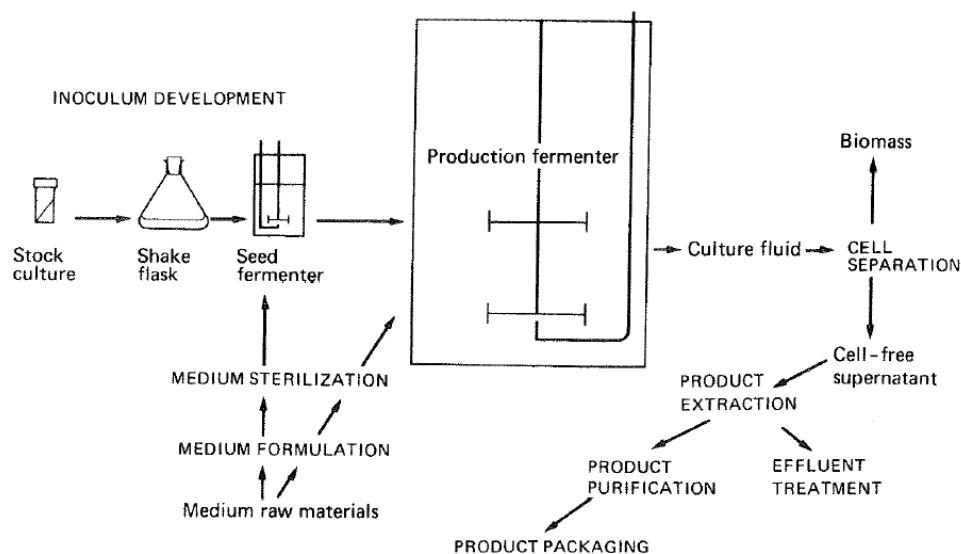 INOCULUM DEVELOPMENT
Production fermenter
Biomass
Stock
culture
Shake
flask
Seed
fermenter
Culture fluid
CELL
SEPARATION
MEDIUM STERILIZATION
Cell-free
supernatant
PRODUCT
EXTRACTION
MEDIUM FORMULATION
PRODUCT
PURIFICATION
EFFLUENT
TREATMENT
Medium raw materials
PRODUCT PACKAGING